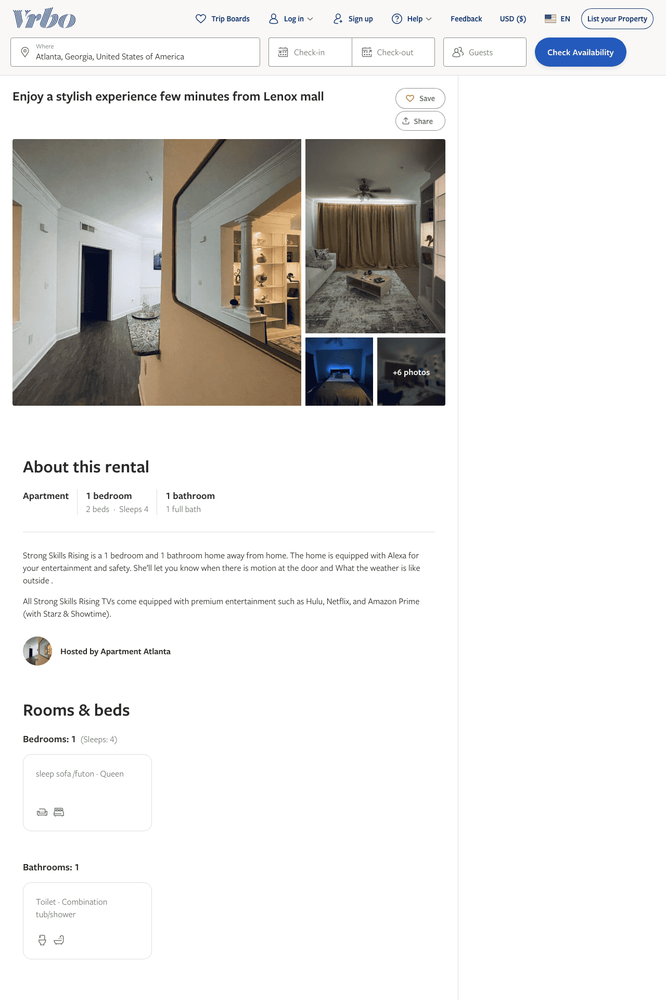 Vrbo
Trip Boards
Log in
Sign up
Help
Feedback
USD ($)
EN
List your Property
Where
Atlanta, Georgia, United States of America
Check-in
Check-out
Guests
Check Availability
Enjoy a stylish experience few minutes from Lenox mall
Save
Share
+6 photos
About this rental
Apartment
1 bedroom
2 beds · Sleeps 4
1 bathroom
1 full bath
Strong Skills Rising is a 1 bedroom and 1 bathroom home away from home. The home is equipped with Alexa for
your entertainment and safety. She’ll let you know when there is motion at the door and What the weather is like
outside .
All Strong Skills Rising TVs come equipped with premium entertainment such as Hulu, Netflix, and Amazon Prime
(with Starz & Showtime).
Hosted by Apartment Atlanta
Rooms & beds
Bedrooms: 1 (Sleeps: 4)
sleep sofa /futon · Queen
Bathrooms: 1
Toilet · Combination
tub/shower